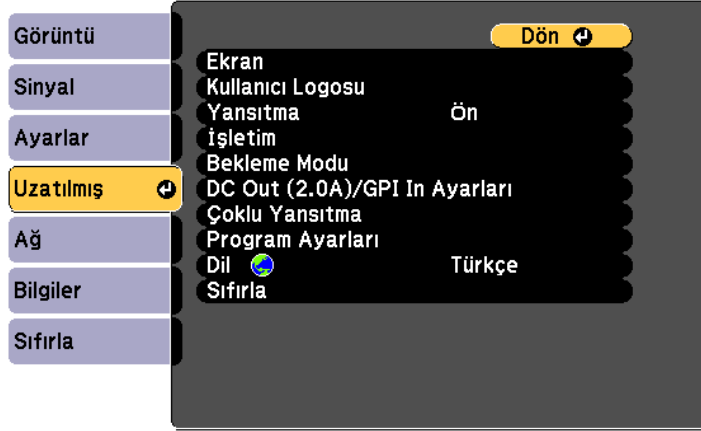 Görüntü
Sinyal
Ayarlar
Uzatılmış
Ağ
Bilgiler
Sıfırla
Dön
Ekran
Kullanıcı Logosu
Yansıtma Ön
İşletim
Bekleme Modu
DC Out (2.0A)/GPI In Ayarları
Çoklu Yansıtma
Program Ayarları
Dil Türkçe
Sıfırla